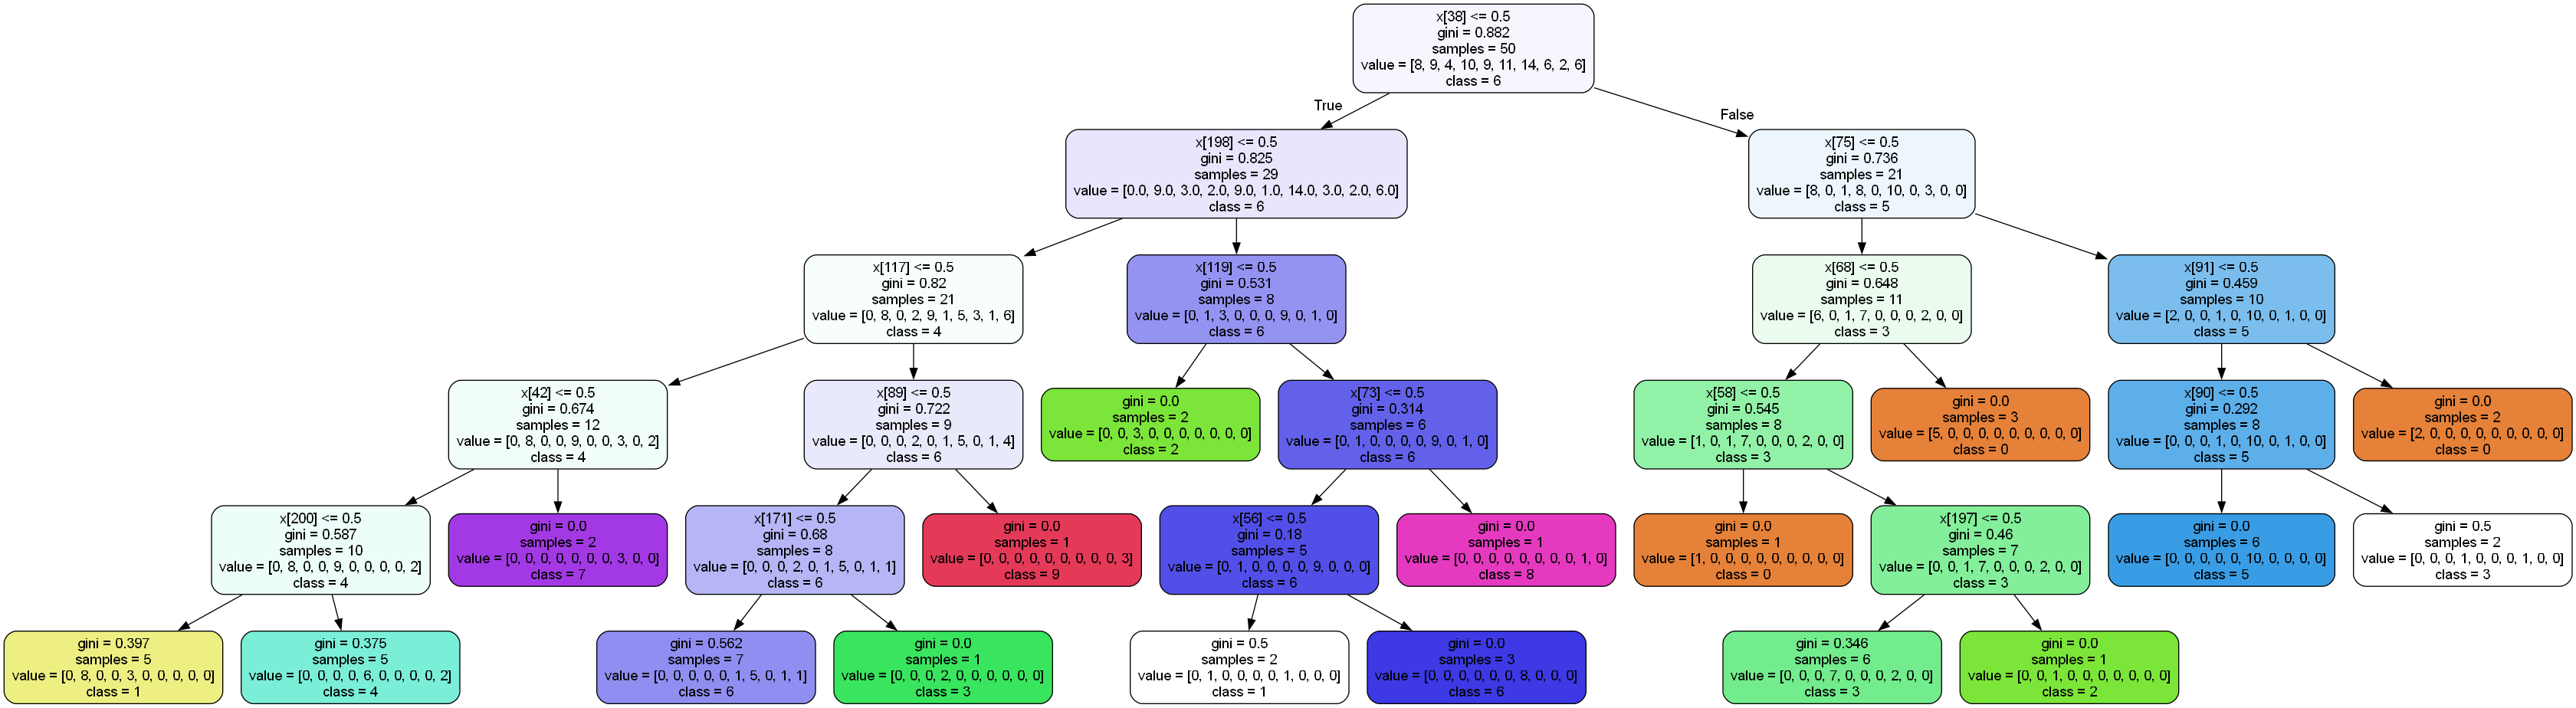 x[38] <= 0.5
gini = 0.882
samples = 50
value = [8, 9, 4, 10, 9, 11, 14, 6, 2, 6]
class = 6
True
False
x[198] <= 0.5
gini = 0.825
samples = 29
value = [0.0, 9.0, 3.0, 2.0, 9.0, 1.0, 14.0, 3.0, 2.0, 6.0]
class = 6
x[75] <= 0.5
gini = 0.736
samples = 21
value = [8, 0, 1, 8, 0, 10, 0, 3, 0, 0]
class = 5
x[117] <= 0.5
gini = 0.82
samples = 21
value = [0, 8, 0, 2, 9, 1, 5, 3, 1, 6]
class = 4
x[119] <= 0.5
gini = 0.531
samples = 8
value = [0, 1, 3, 0, 0, 0, 9, 0, 1, 0]
class = 6
x[68] <= 0.5
gini = 0.648
samples = 11
value = [6, 0, 1, 7, 0, 0, 0, 2, 0, 0]
class = 3
x[91] <= 0.5
gini = 0.459
samples = 10
value = [2, 0, 0, 1, 0, 10, 0, 1, 0, 0]
class = 5
x[42] <= 0.5
gini = 0.674
samples = 12
value = [0, 8, 0, 0, 9, 0, 0, 3, 0, 2]
class = 4
x[89] <= 0.5
gini = 0.722
samples = 9
value = [0, 0, 0, 2, 0, 1, 5, 0, 1, 4]
class = 6
gini = 0.0
samples = 2
value = [0, 0, 3, 0, 0, 0, 0, 0, 0, 0]
class = 2
x[73] <= 0.5
gini = 0.314
samples = 6
value = [0, 1, 0, 0, 0, 0, 9, 0, 1, 0]
class = 6
x[58] <= 0.5
gini = 0.545
samples = 8
value = [1, 0, 1, 7, 0, 0, 0, 2, 0, 0]
class = 3
gini = 0.0
samples = 3
value = [5, 0, 0, 0, 0, 0, 0, 0, 0, 0]
class = 0
x[90] <= 0.5
gini = 0.292
samples = 8
value = [0, 0, 0, 1, 0, 10, 0, 1, 0, 0]
class = 5
gini = 0.0
samples = 2
value = [2, 0, 0, 0, 0, 0, 0, 0, 0, 0]
class = 0
x[200] <= 0.5
gini = 0.587
samples = 10
value = [0, 8, 0, 0, 9, 0, 0, 0, 0, 2]
class = 4
gini = 0.0
samples = 2
value = [0, 0, 0, 0, 0, 0, 0, 3, 0, 0]
class = 7
x[171] <= 0.5
gini = 0.68
samples = 8
value = [0, 0, 0, 2, 0, 1, 5, 0, 1, 1]
class = 6
gini = 0.0
samples = 1
value = [0, 0, 0, 0, 0, 0, 0, 0, 0, 3]
class = 9
x[56] <= 0.5
gini = 0.18
samples = 5
value = [0, 1, 0, 0, 0, 0, 9, 0, 0, 0]
class = 6
gini = 0.0
samples = 1
value = [0, 0, 0, 0, 0, 0, 0, 0, 1, 0]
class = 8
gini = 0.0
samples = 1
value = [1, 0, 0, 0, 0, 0, 0, 0, 0, 0]
class = 0
x[197] <= 0.5
gini = 0.46
samples = 7
value = [0, 0, 1, 7, 0, 0, 0, 2, 0, 0]
class = 3
gini = 0.0
samples = 6
value = [0, 0, 0, 0, 0, 10, 0, 0, 0, 0]
class = 5
gini = 0.5
samples = 2
value = [0, 0, 0, 1, 0, 0, 0, 1, 0, 0]
class = 3
gini = 0.397
samples = 5
value = [0, 8, 0, 0, 3, 0, 0, 0, 0, 0]
class = 1
gini = 0.375
samples = 5
value = [0, 0, 0, 0, 6, 0, 0, 0, 0, 2]
class = 4
gini = 0.562
samples = 7
value = [0, 0, 0, 0, 0, 1, 5, 0, 1, 1]
class = 6
gini = 0.0
samples = 1
value = [0, 0, 0, 2, 0, 0, 0, 0, 0, 0]
class = 3
gini = 0.5
samples = 2
value = [0, 1, 0, 0, 0, 0, 1, 0, 0, 0]
class = 1
gini = 0.0
samples = 3
value = [0, 0, 0, 0, 0, 0, 8, 0, 0, 0]
class = 6
gini = 0.346
samples = 6
value = [0, 0, 0, 7, 0, 0, 0, 2, 0, 0]
class = 3
gini = 0.0
samples = 1
value = [0, 0, 1, 0, 0, 0, 0, 0, 0, 0]
class = 2